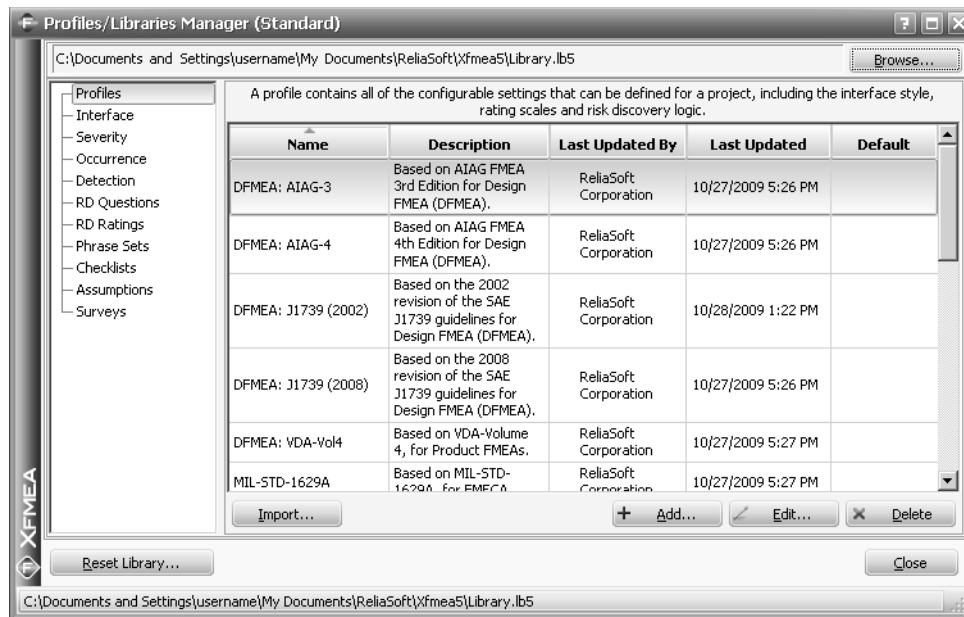 Profiles/Libraries Manager (Standard)
C:\Documents and Settings\username\My Documents\ReliaSoft\Xfmea5\Library.lb5
Browse...
Profiles
Interface
Severity
Occurrence
Detection
RD Questions
RD Ratings
Phrase Sets
Checklists
Assumptions
Surveys
A profile contains all of the configurable settings that can be defined for a project, including the interface style,
rating scales and risk discovery logic.
Name Description Last Updated By Last Updated Default
DFMEA: AIAG-3
Based on AIAG FMEA
3rd Edition for Design
FMEA (DFMEA).
ReliaSoft
Corporation
10/27/2009 5:26 PM
DFMEA: AIAG-4
Based on AIAG FMEA
4th Edition for Design
FMEA (DFMEA).
ReliaSoft
Corporation
10/27/2009 5:26 PM
DFMEA: J1739 (2002)
Based on the 2002
revision of the SAE
J1739 guidelines for
Design FMEA (DFMEA).
ReliaSoft
Corporation
10/28/2009 1:22 PM
DFMEA: J1739 (2008)
Based on the 2008
revision of the SAE
J1739 guidelines for
Design FMEA (DFMEA).
ReliaSoft
Corporation
10/27/2009 5:26 PM
DFMEA: VDA-Vol4
Based on VDA-Volume
4, for Product FMEAs.
ReliaSoft
Corporation
10/27/2009 5:27 PM
MIL-STD-1629A
Based on MIL-STD-
1629A, for FMECA
ReliaSoft
Corporation
10/27/2009 5:27 PM
Import...
+ Add...
Edit...
Delete
XFMEA
Reset Library...
Close
C:\Documents and Settings\username\My Documents\ReliaSoft\Xfmea5\Library.lb5